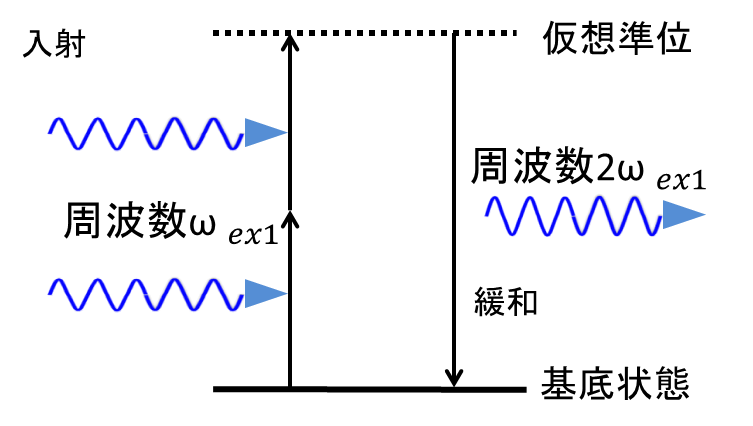 入射
仮想準位
周波数2ω ex1
周波数ω ex1
緩和
基底状態